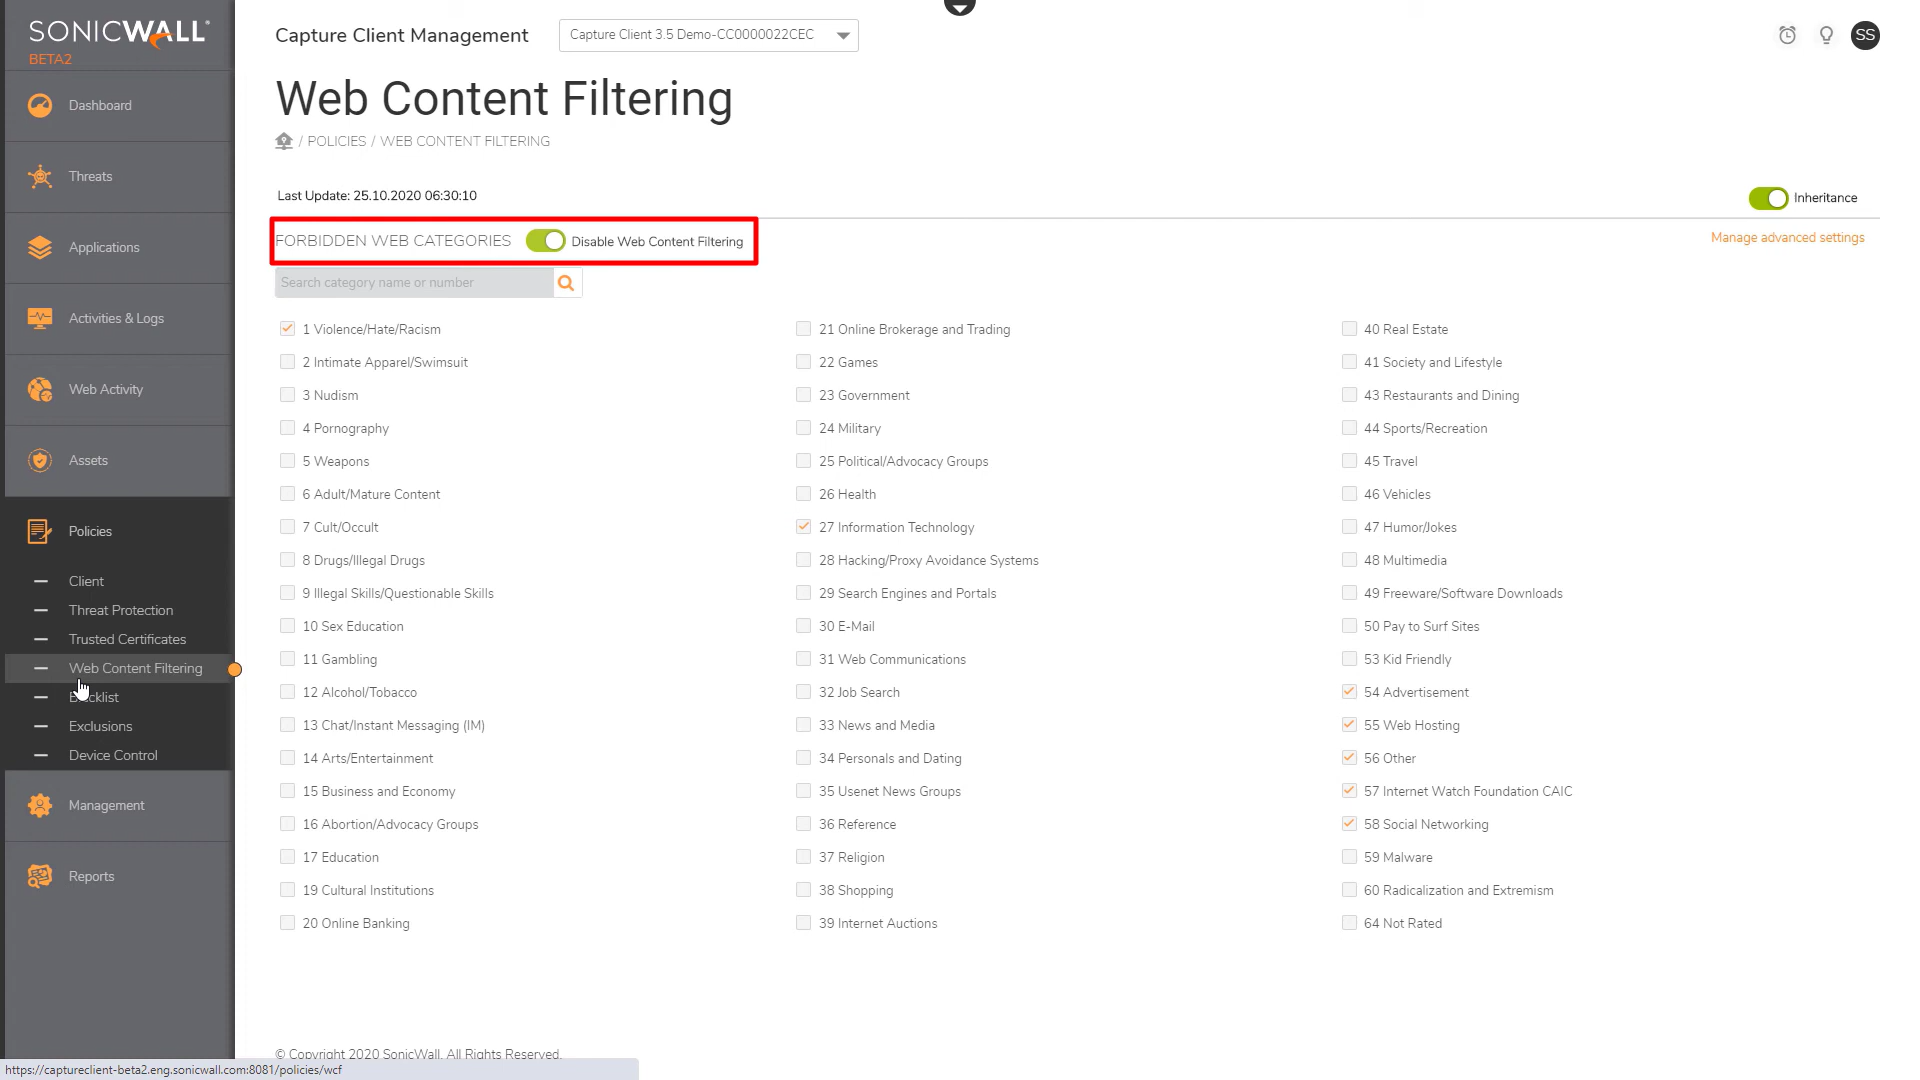 SONICWALL
BETA2
Dashboard
Threats
Applications
Activities & Logs
Web Activity
Assets
Policies
Client
Threat Protection
Trusted Certificates
Web Content Filtering
Blacklist
Exclusions
Device Control
Management
Reports
Capture Client Management
Capture Client 3.5 Demo-CC0000022CEC
SS
Web Content Filtering
/ POLICIES / WEB CONTENT FILTERING
Last Update: 25.10.2020 06:30:10
Inheritance
FORBIDDEN WEB CATEGORIES
Disable Web Content Filtering
Manage advanced settings
Search category name or number
1 Violence/Hate/Racism
2 Intimate Apparel/Swimsuit
3 Nudism
4 Pornography
5 Weapons
6 Adult/Mature Content
7 Cult/Occult
8 Drugs/Illegal Drugs
9 Illegal Skills/Questionable Skills
10 Sex Education
11 Gambling
12 Alcohol/Tobacco
13 Chat/Instant Messaging (IM)
14 Arts/Entertainment
15 Business and Economy
16 Abortion/Advocacy Groups
17 Education
19 Cultural Institutions
20 Online Banking
21 Online Brokerage and Trading
22 Games
23 Government
24 Military
25 Political/Advocacy Groups
26 Health
27 Information Technology
28 Hacking/Proxy Avoidance Systems
29 Search Engines and Portals
30 E-Mail
31 Web Communications
32 Job Search
33 News and Media
34 Personals and Dating
35 Usenet News Groups
36 Reference
37 Religion
38 Shopping
39 Internet Auctions
40 Real Estate
41 Society and Lifestyle
43 Restaurants and Dining
44 Sports/Recreation
45 Travel
46 Vehicles
47 Humor/Jokes
48 Multimedia
49 Freeware/Software Downloads
50 Pay to Surf Sites
53 Kid Friendly
54 Advertisement
55 Web Hosting
56 Other
57 Internet Watch Foundation CAIC
58 Social Networking
59 Malware
60 Radicalization and Extremism
64 Not Rated
© Copyright 2020 SonicWall. All Rights Reserved.
https://captureclient-beta2.eng.sonicwall.com:8081/policies/wcf